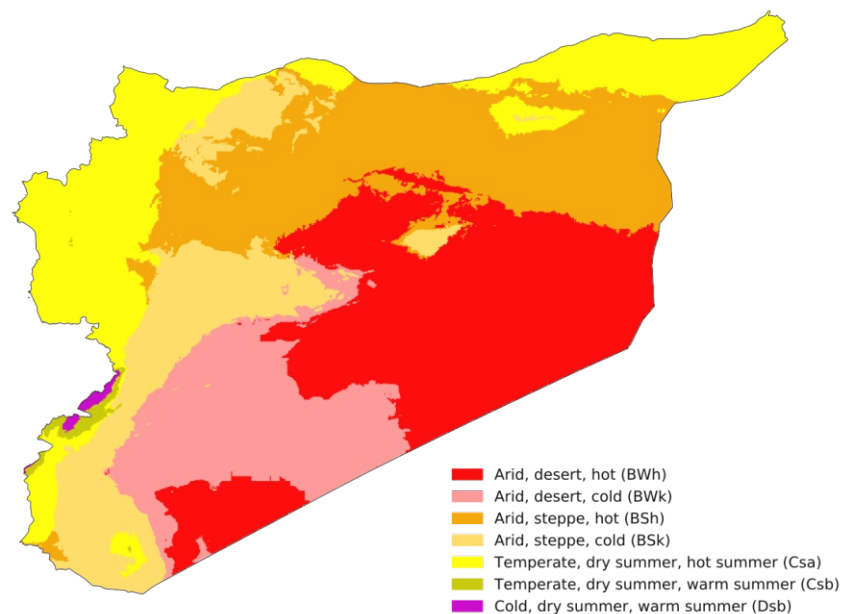 Arid, desert, hot (BWh)
Arid, desert, cold (BWk)
Arid, steppe, hot (BSh)
Arid, steppe, cold (BSk)
Temperate, dry summer, hot summer (Csa)
Temperate, dry summer, warm summer (Csb)
Cold, dry summer, warm summer (Dsb)